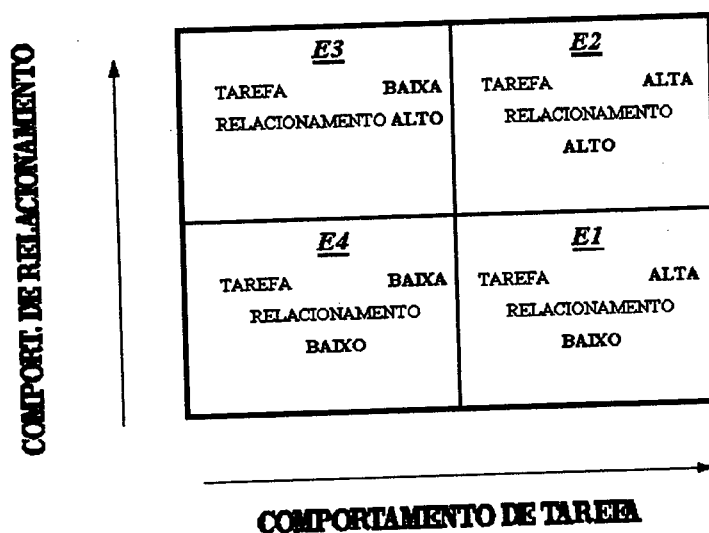 COMPORT. DE RELACIONAMENTO
E3
TAREFA BAIXA
RELACIONAMENTO ALTO
E2
TAREFA ALTA
RELACIONAMENTO
ALTO
E4
TAREFA BAIXA
RELACIONAMENTO
BAIXO
E1
TAREFA ALTA
RELACIONAMENTO
BAIXO
COMPORTAMENTO DE TAREFA